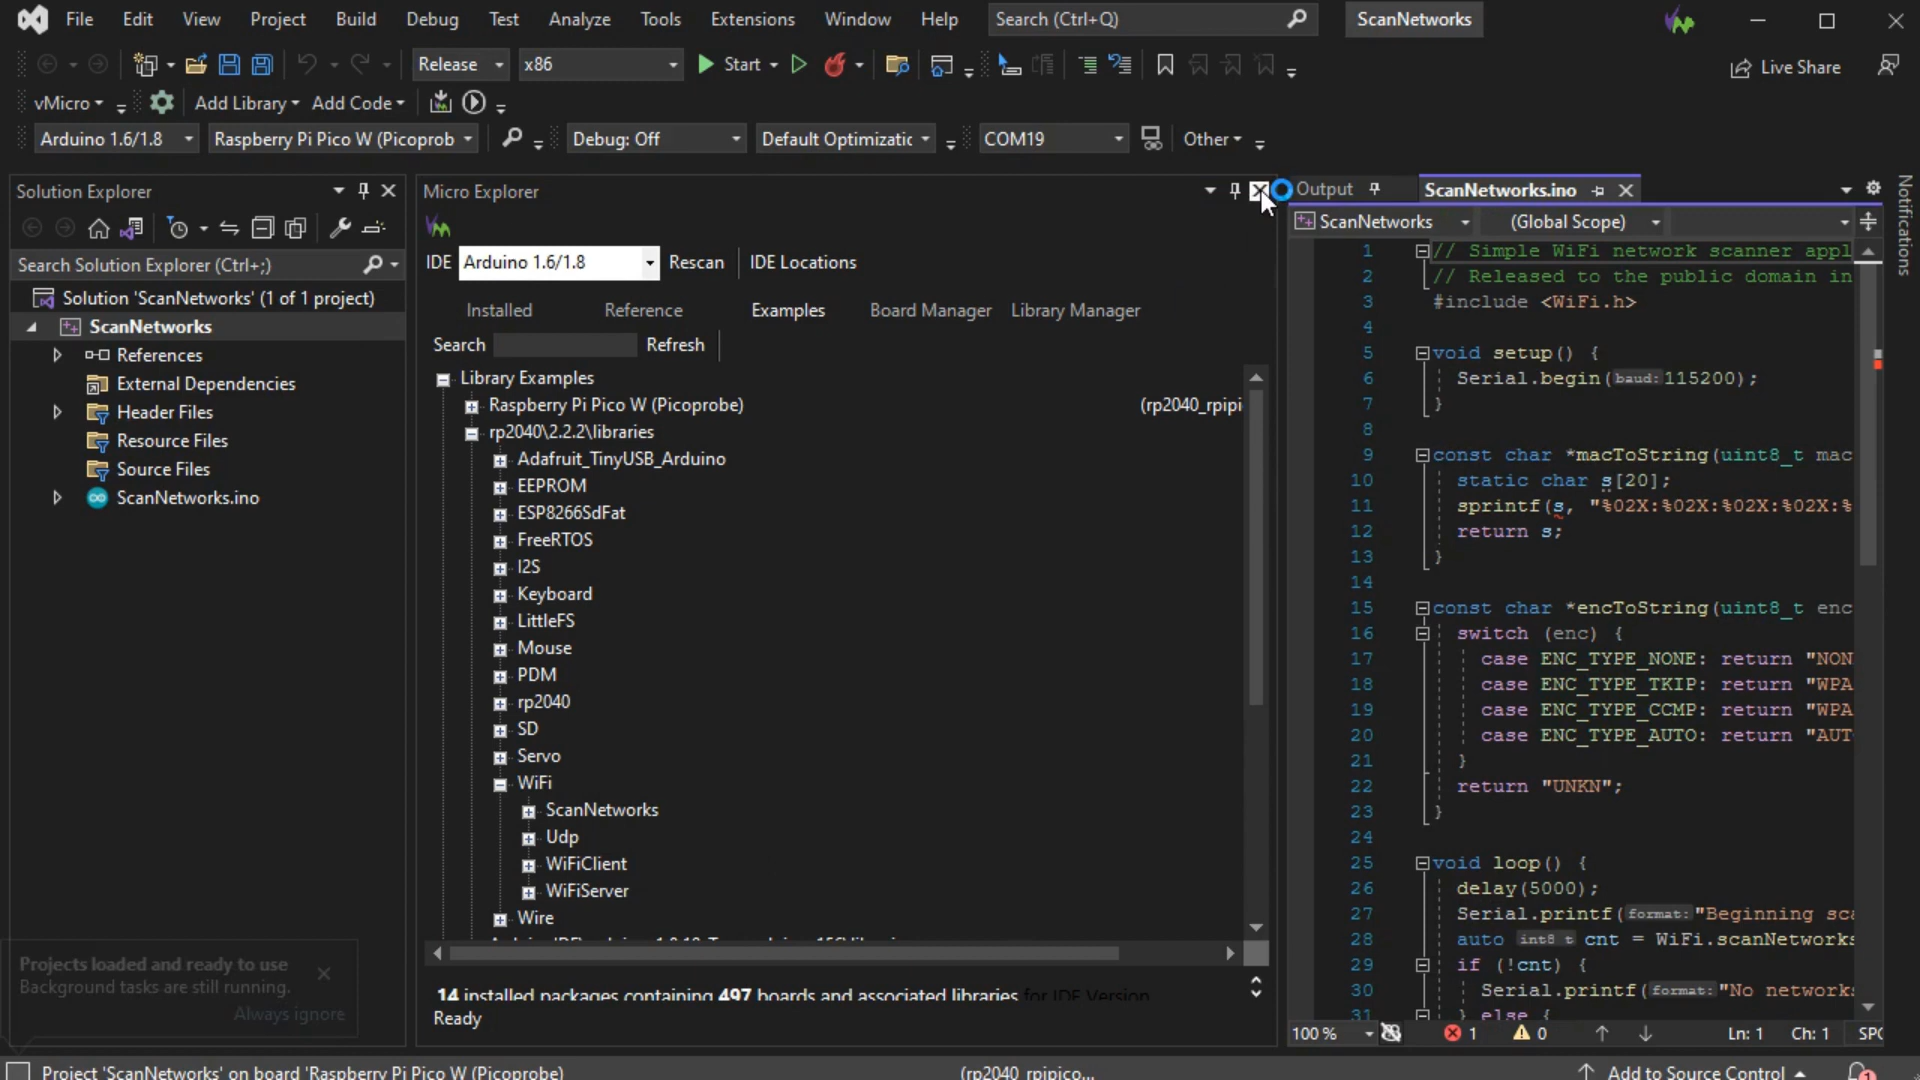 File Edit View Project Build Debug Test Analyze Tools Extensions Window Help Search (Ctrl+Q) ScanNetworks
Release x86 Start Live Share
vMicro Add Library Add Code
Arduino 1.6/1.8 Raspberry Pi Pico W (Picoprob Debug: Off Default Optimizatic COM19 Other
Solution Explorer
Search Solution Explorer (Ctrl+;)
Solution 'ScanNetworks' (1 of 1 project)
ScanNetworks
References
External Dependencies
Header Files
Resource Files
Source Files
ScanNetworks.ino
Projects loaded and ready to use
Background tasks are still running.
Always ignore
Micro Explorer
IDE Arduino 1.6/1.8 Rescan IDE Locations
Installed Reference Examples Board Manager Library Manager
Search Refresh
Library Examples
Raspberry Pi Pico W (Picoprobe) (rp2040_rpipi
rp2040\2.2.2\libraries
Adafruit_TinyUSB_Arduino
EEPROM
ESP8266SdFat
FreeRTOS
I2S
Keyboard
LittleFS
Mouse
PDM
rp2040
SD
Servo
WiFi
ScanNetworks
Udp
WiFiClient
WiFiServer
Wire
14 installed packages containing 497 boards and associated libraries for IDE Version
Ready
Output ScanNetworks.ino
ScanNetworks (Global Scope)
1 // Simple WiFi network scanner appl
2 // Released to the public domain in
3 #include <WiFi.h>
4
5 void setup() {
6 Serial.begin(baud:115200);
7 }
8
9 const char *macToString(uint8_t mac
10 static char s[20];
11 sprintf(s, "%02X:%02X:%02X:%02X:%
12 return s;
13 }
14
15 const char *encToString(uint8_t enc
16 switch (enc) {
17 case ENC_TYPE_NONE: return "NON
18 case ENC_TYPE_TKIP: return "WPA
19 case ENC_TYPE_CCMP: return "WPA
20 case ENC_TYPE_AUTO: return "AUT
21 }
22 return "UNKN";
23 }
24
25 void loop() {
26 delay(5000);
27 Serial.printf(format:"Beginning sca
28 auto int8 t cnt = WiFi.scanNetworks
29 if (!cnt) {
30 Serial.printf(format:"No networks
31 } else {
100 % 1 0 Ln: 1 Ch: 1 SPC
Notifications
Project 'ScanNetworks' on board 'Raspberry Pi Pico W (Picoprobe) (rp2040_rpipico... Add to Source Control 1